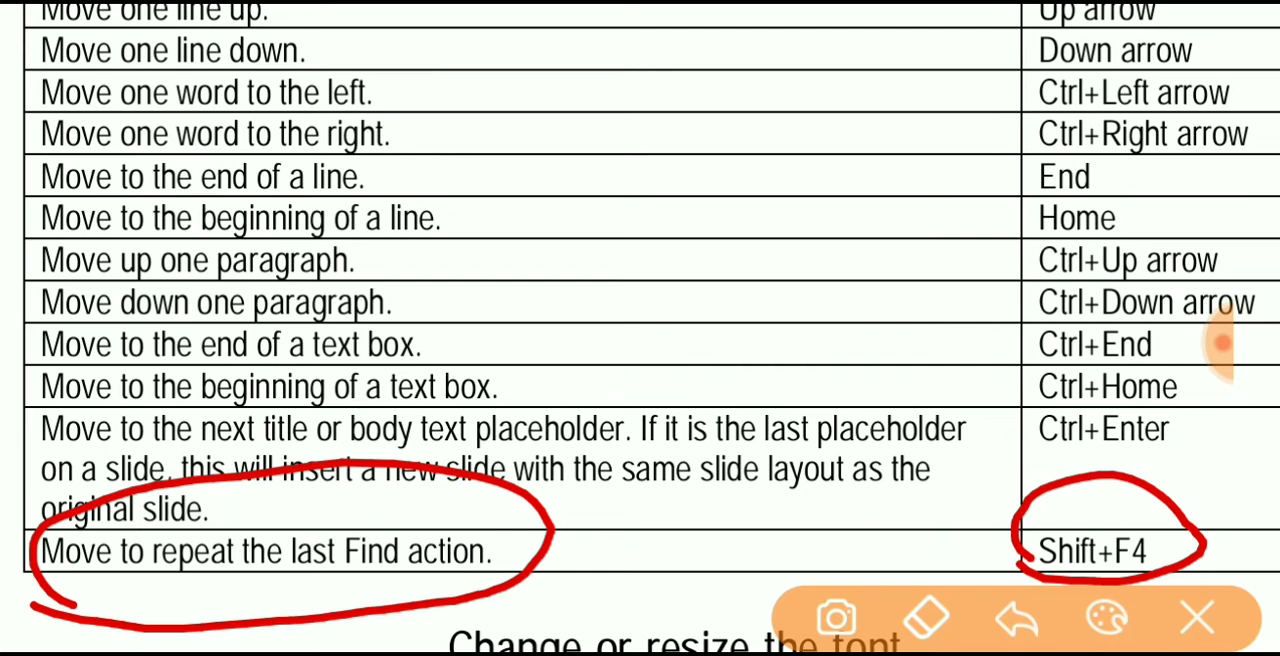 Move one line up.
Up arrow
Move one line down.
Down arrow
Move one word to the left.
Ctrl+Left arrow
Move one word to the right.
Ctrl+Right arrow
Move to the end of a line.
End
Move to the beginning of a line.
Home
Move up one paragraph.
Ctrl+Up arrow
Move down one paragraph.
Ctrl+Down arrow
Move to the end of a text box.
Ctrl+End
Move to the beginning of a text box.
Ctrl+Home
Move to the next title or body text placeholder. If it is the last placeholder
Ctrl+Enter
on a slide, this will insert a new slide with the same slide layout as the
original slide.
Move to repeat the last Find action.
Shift+F4
Change or resize the font